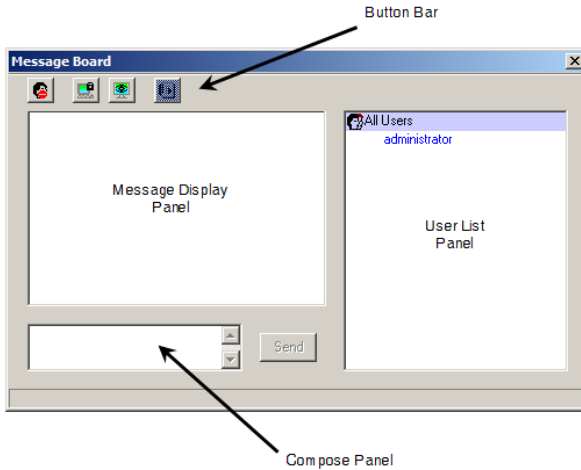 Button Bar
Message Board
All Users
administrator
Message Display
Panel
User List
Panel
Send
Compose Panel